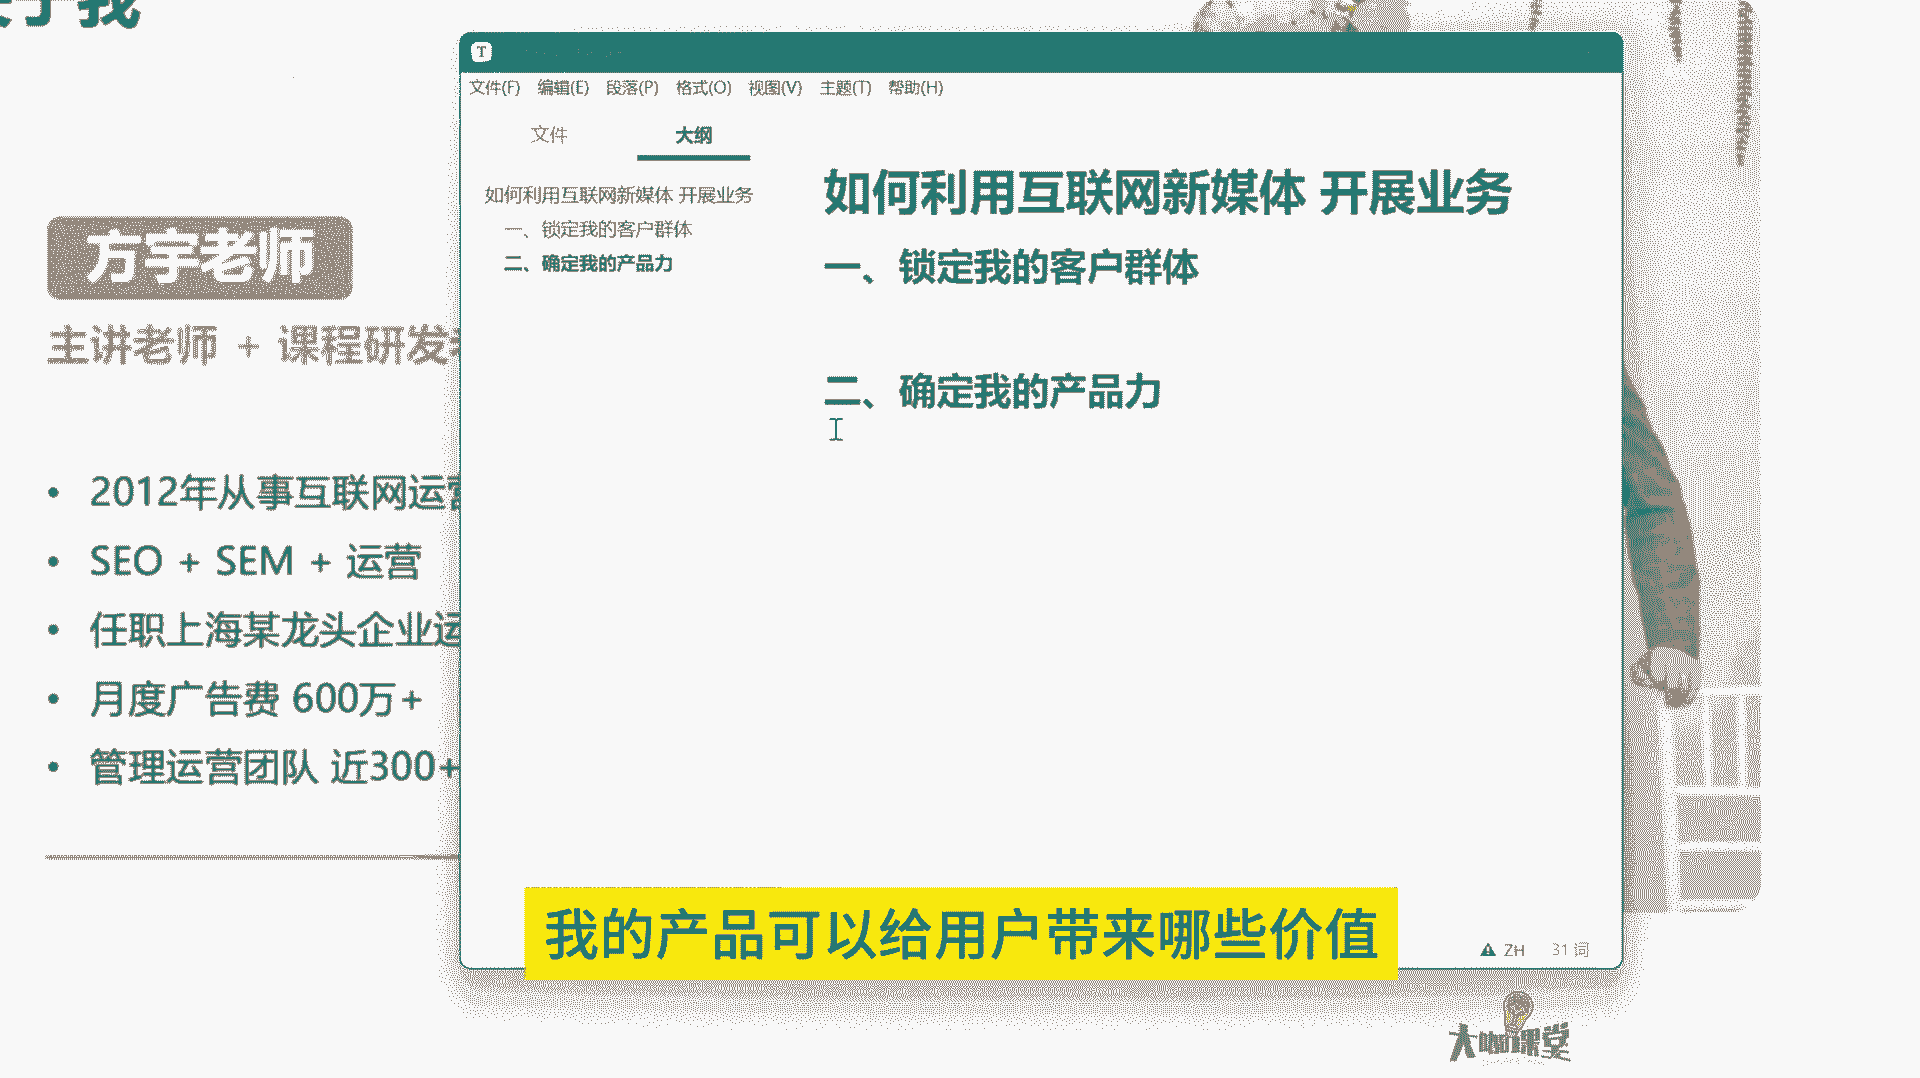 于我
方宇老师
主讲老师 + 课程研发
2012年从事互联网运营
SEO + SEM + 运营
任职上海某龙头企业运
月度广告费 600万+
管理运营团队 近300+
T
文件(F) 编辑(E) 段落(P) 格式(O) 视图(V) 主题(T) 帮助(H)
文件 大纲
如何利用互联网新媒体 开展业务
一、锁定我的客户群体
二、确定我的产品力
如何利用互联网新媒体 开展业务
一、锁定我的客户群体
二、确定我的产品力
我的产品可以给用户带来哪些价值
ZH 31 词
大咖课堂